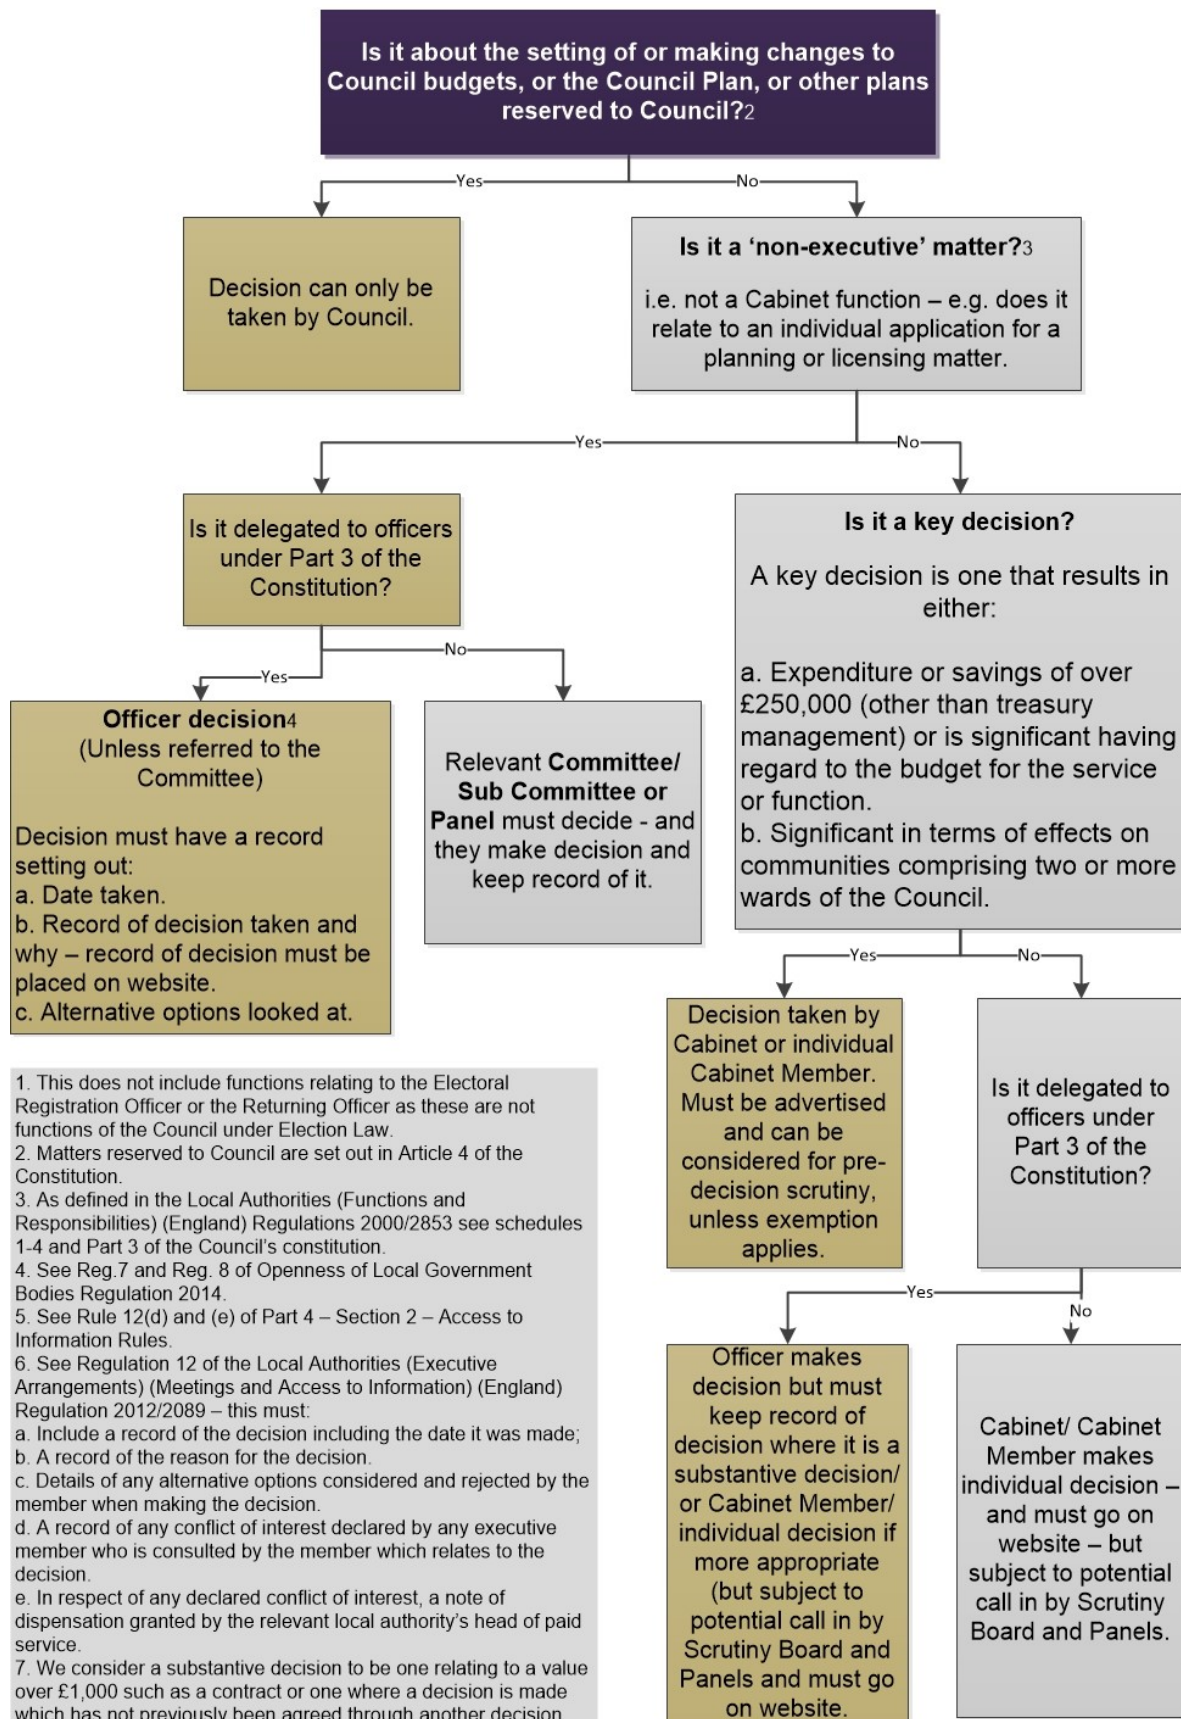 Is it about the setting of or making changes to
Council budgets, or the Council Plan, or other plans
reserved to Council?2
Yes
No
Decision can only be
taken by Council.
Is it a ‘non-executive’ matter?3
i.e. not a Cabinet function – e.g. does it
relate to an individual application for a
planning or licensing matter.
Yes
No
Is it delegated to officers
under Part 3 of the
Constitution?
Is it a key decision?
A key decision is one that results in
either:
a. Expenditure or savings of over
£250,000 (other than treasury
management) or is significant having
regard to the budget for the service
or function.
b. Significant in terms of effects on
communities comprising two or more
wards of the Council.
Yes
No
Officer decision4
(Unless referred to the
Committee)
Decision must have a record
setting out:
a. Date taken.
b. Record of decision taken and
why – record of decision must be
placed on website.
c. Alternative options looked at.
Relevant Committee/
Sub Committee or
Panel must decide - and
they make decision and
keep record of it.
Yes
No
Decision taken by
Cabinet or individual
Cabinet Member.
Must be advertised
and can be
considered for pre-
decision scrutiny,
unless exemption
applies.
Is it delegated to
officers under
Part 3 of the
Constitution?
Yes
No
Officer makes
decision but must
keep record of
decision where it is a
substantive decision/
or Cabinet Member/
individual decision if
more appropriate
(but subject to
potential call in by
Scrutiny Board and
Panels and must go
on website.
Cabinet/ Cabinet
Member makes
individual decision –
and must go on
website – but
subject to potential
call in by Scrutiny
Board and Panels.
1. This does not include functions relating to the Electoral
Registration Officer or the Returning Officer as these are not
functions of the Council under Election Law.
2. Matters reserved to Council are set out in Article 4 of the
Constitution.
3. As defined in the Local Authorities (Functions and
Responsibilities) (England) Regulations 2000/2853 see schedules
1-4 and Part 3 of the Council’s constitution.
4. See Reg.7 and Reg. 8 of Openness of Local Government
Bodies Regulation 2014.
5. See Rule 12(d) and (e) of Part 4 – Section 2 – Access to
Information Rules.
6. See Regulation 12 of the Local Authorities (Executive
Arrangements) (Meetings and Access to Information) (England)
Regulation 2012/2089 – this must:
a. Include a record of the decision including the date it was made;
b. A record of the reason for the decision.
c. Details of any alternative options considered and rejected by the
member when making the decision.
d. A record of any conflict of interest declared by any executive
member who is consulted by the member which relates to the
decision.
e. In respect of any declared conflict of interest, a note of
dispensation granted by the relevant local authority’s head of paid
service.
7. We consider a substantive decision to be one relating to a value
over £1,000 such as a contract or one where a decision is made
which has not previously been agreed through another decision